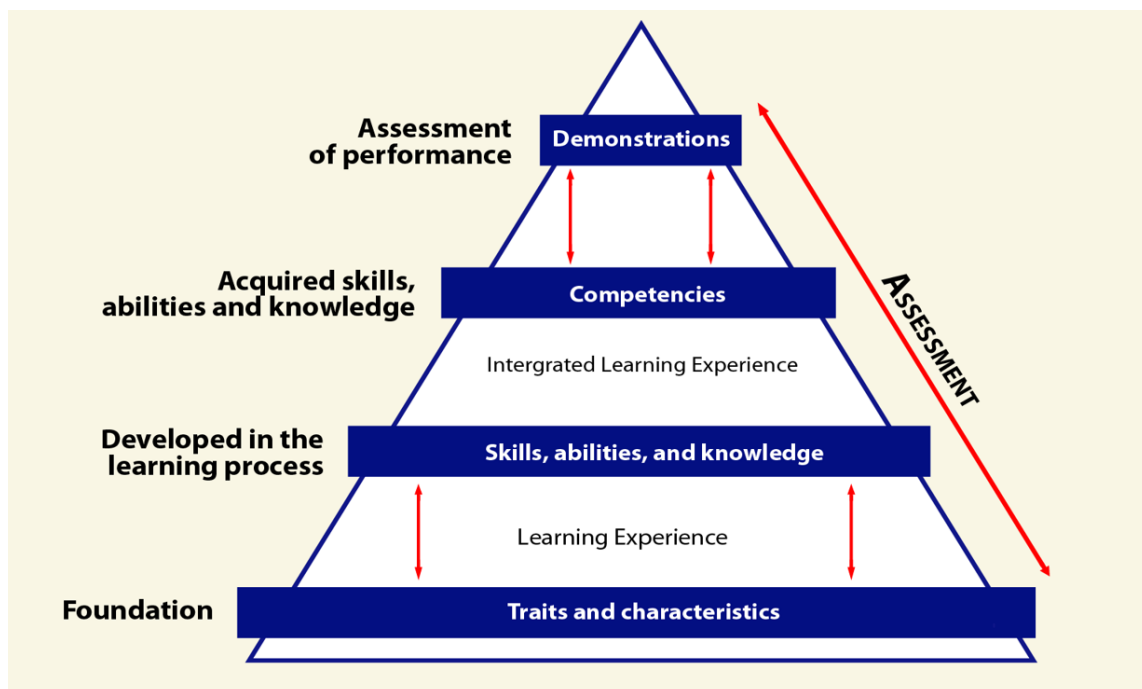 Assessment
of performance
Demonstrations
Acquired skills,
abilities and knowledge
Competencies
ASSESSMENT
Intergrated Learning Experience
Developed in the
learning process
Skills, abilities, and knowledge
Learning Experience
Foundation
Traits and characteristics